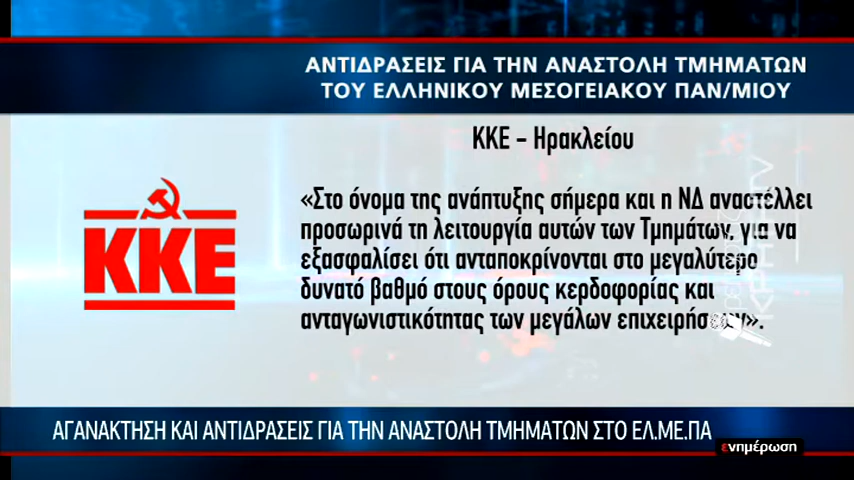 ΑΝΤΙΔΡΑΣΕΙΣ ΓΙΑ ΤΗΝ ΑΝΑΣΤΟΛΗ ΤΜΗΜΑΤΩΝ
ΤΟΥ ΕΛΛΗΝΙΚΟΥ ΜΕΣΟΓΕΙΑΚΟΥ ΠΑΝ/ΜΙΟΥ
ΚΚΕ – Ηρακλείου
ΚΚΕ
«Στο όνομα της ανάπτυξης σήμερα και η ΝΔ αναστέλλει
προσωρινά τη λειτουργία αυτών των Τμημάτων, για να
εξασφαλίσει ότι ανταποκρίνονται στο μεγαλύτερο
δυνατό βαθμό στους όρους κερδοφορίας και
ανταγωνιστικότητας των μεγάλων επιχειρήσεων».
ΑΓΑΝΑΚΤΗΣΗ ΚΑΙ ΑΝΤΙΔΡΑΣΕΙΣ ΓΙΑ ΤΗΝ ΑΝΑΣΤΟΛΗ ΤΜΗΜΑΤΩΝ ΣΤΟ ΕΛ.ΜΕ.ΠΑ
ενημέρωση